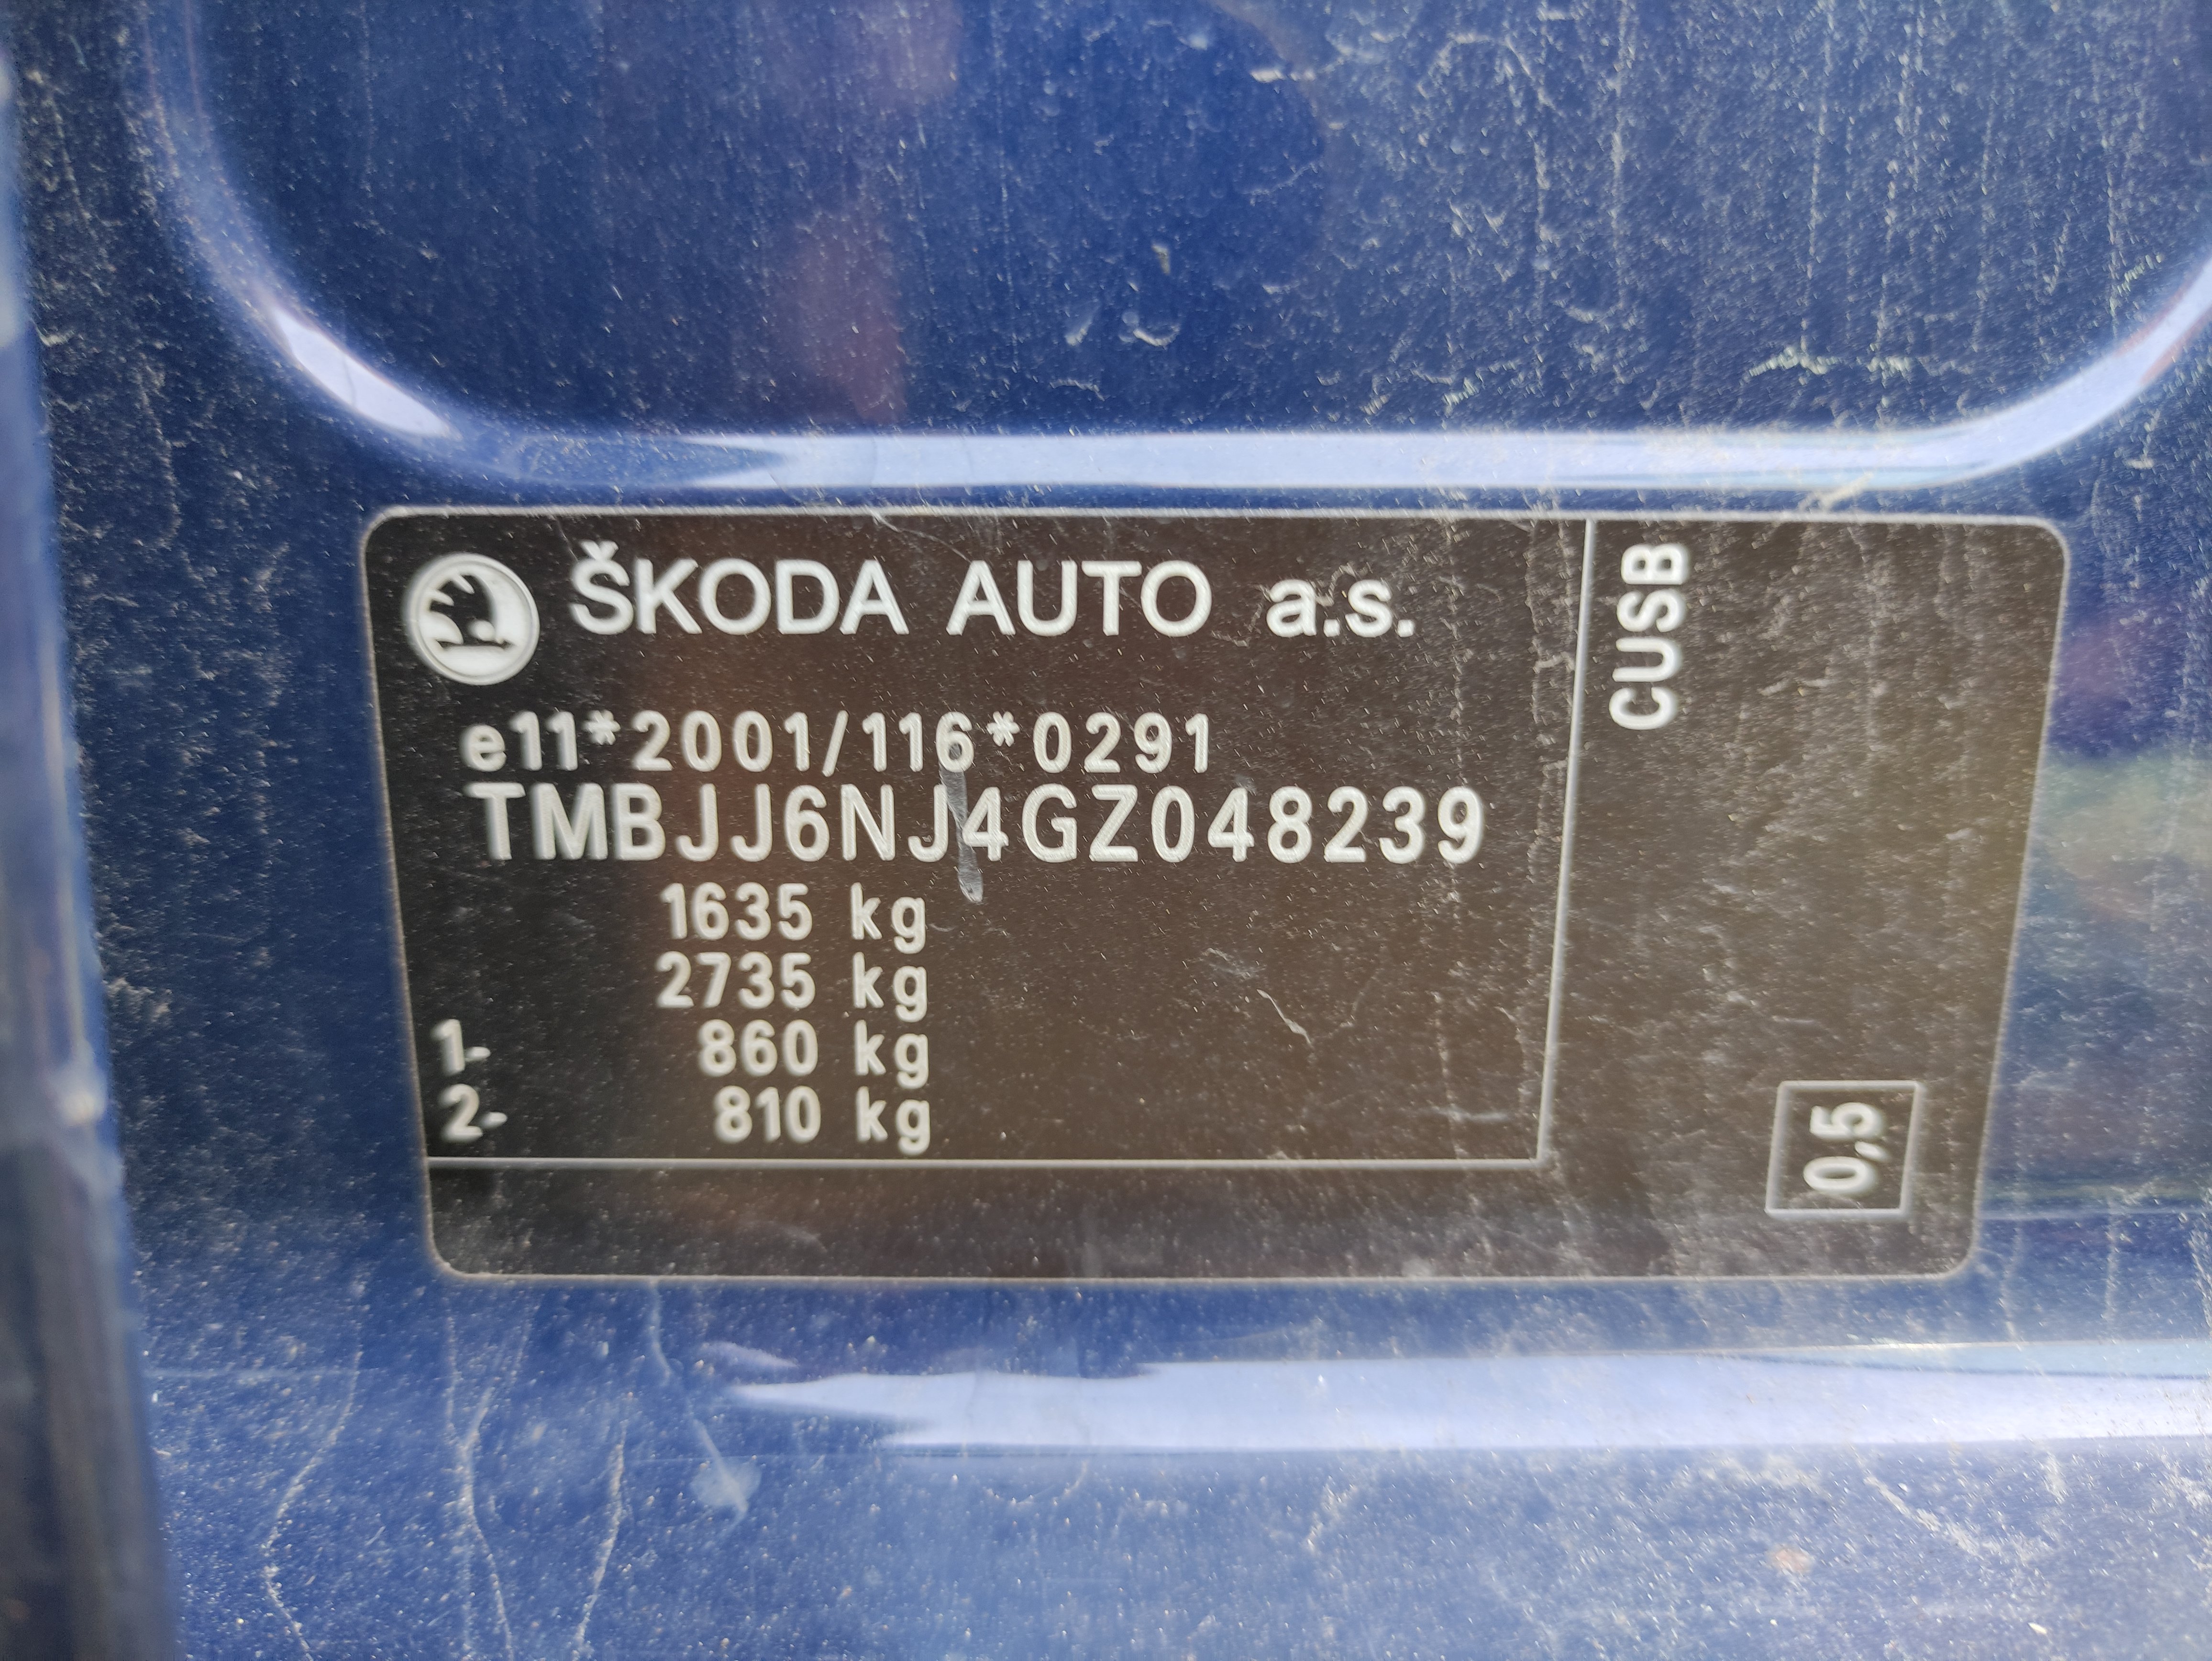 ŠKODA AUTO a.s.
e11*2001/116*0291
TMBJJ6NJ4GZ048239
1635 kg
2735 kg
1- 860 kg
2- 810 kg
CUSB
0,5